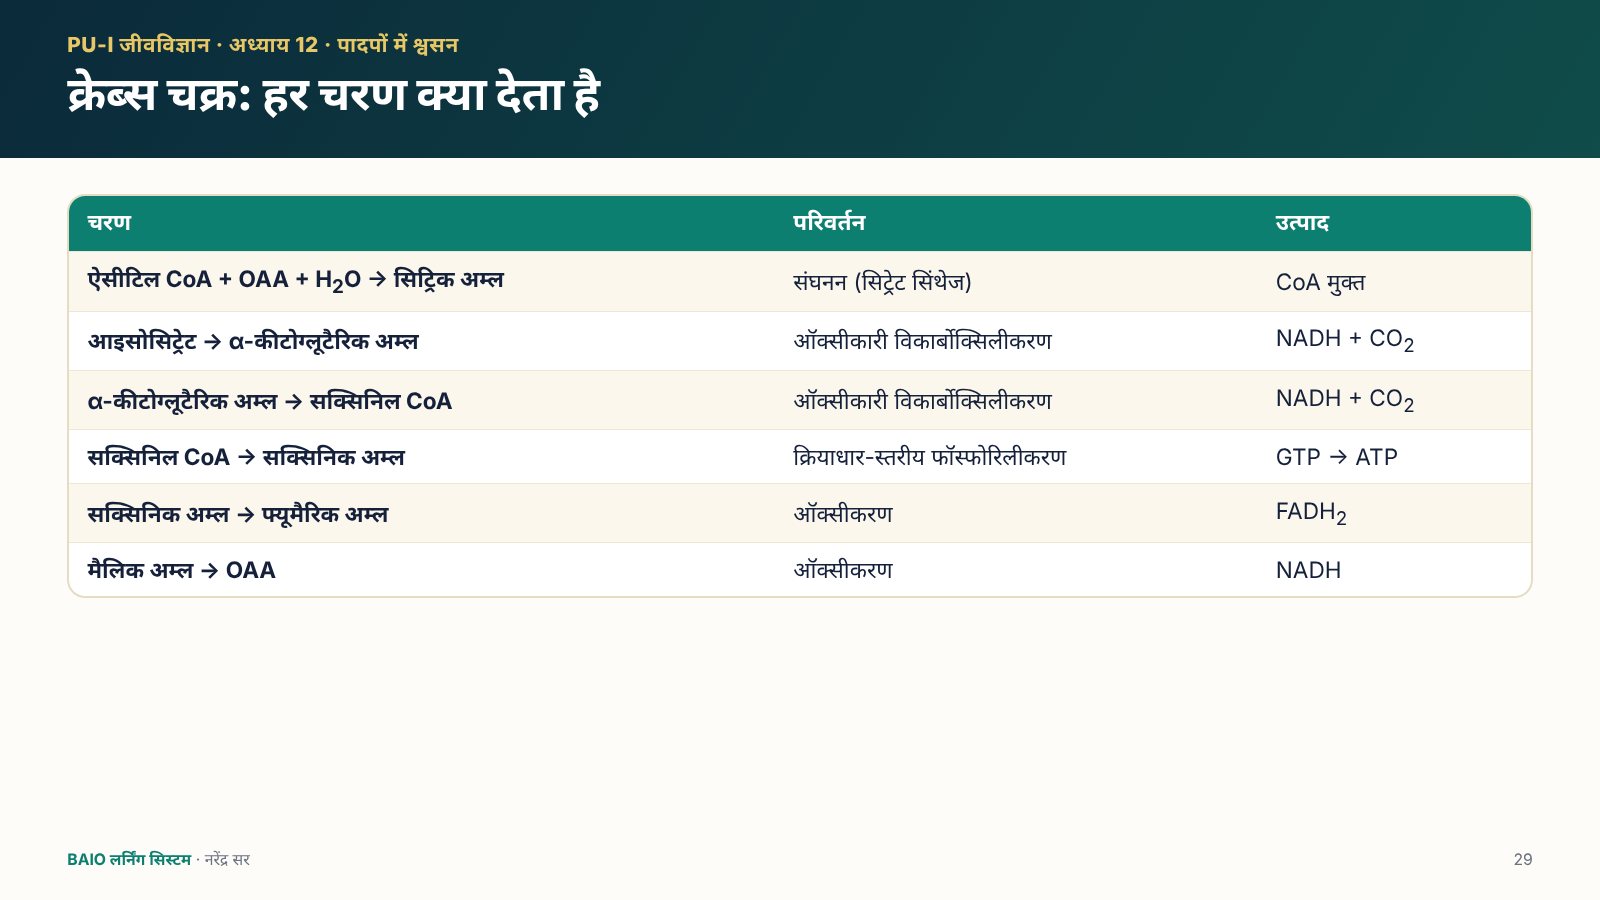 PU-I जीवविज्ञान · अध्याय 12 · पादपों में श्वसन
क्रेब्स चक्र: हर चरण क्या देता है
चरण परिवर्तन उत्पाद
ऐसीटिल CoA + OAA + H₂O → सिट्रिक अम्ल संघनन (सिट्रेट सिंथेज) CoA मुक्त
आइसोसिट्रेट → α-कीटोग्लूटैरिक अम्ल ऑक्सीकारी विकार्बोक्सिलीकरण NADH + CO₂
α-कीटोग्लूटैरिक अम्ल → सक्सिनिल CoA ऑक्सीकारी विकार्बोक्सिलीकरण NADH + CO₂
सक्सिनिल CoA → सक्सिनिक अम्ल क्रियाधार-स्तरीय फॉस्फोरिलीकरण GTP → ATP
सक्सिनिक अम्ल → फ्यूमैरिक अम्ल ऑक्सीकरण FADH₂
मैलिक अम्ल → OAA ऑक्सीकरण NADH
BAIO लर्निंग सिस्टम · नरेंद्र सर 29